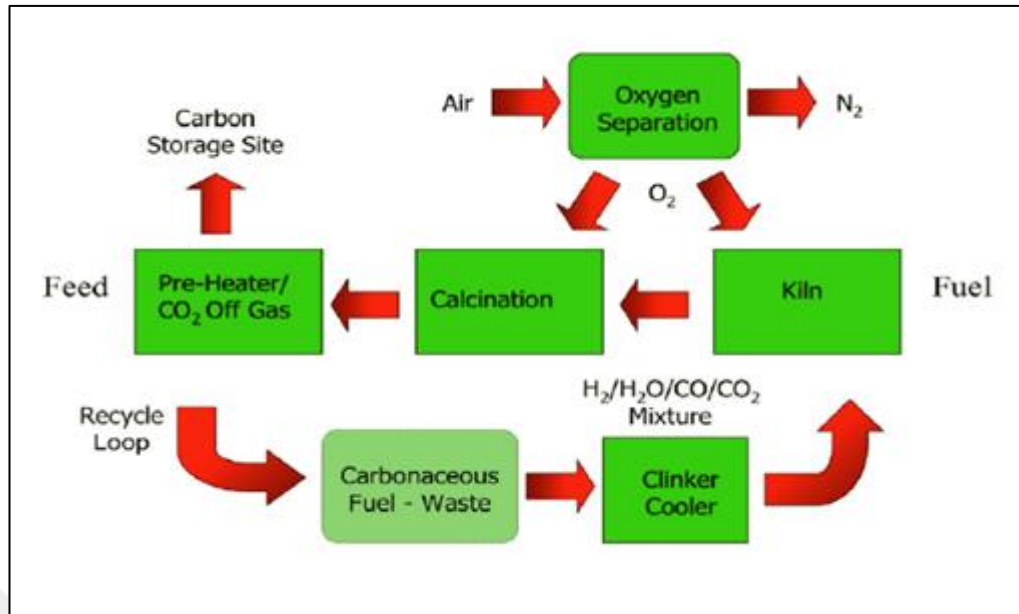 Air
Oxygen
Separation
N₂
Carbon
Storage Site
O₂
Feed
Pre-Heater/
CO₂ Off Gas
Calcination
Kiln
Fuel
H₂/H₂O/CO/CO₂
Mixture
Recycle
Loop
Carbonaceous
Fuel - Waste
Clinker
Cooler